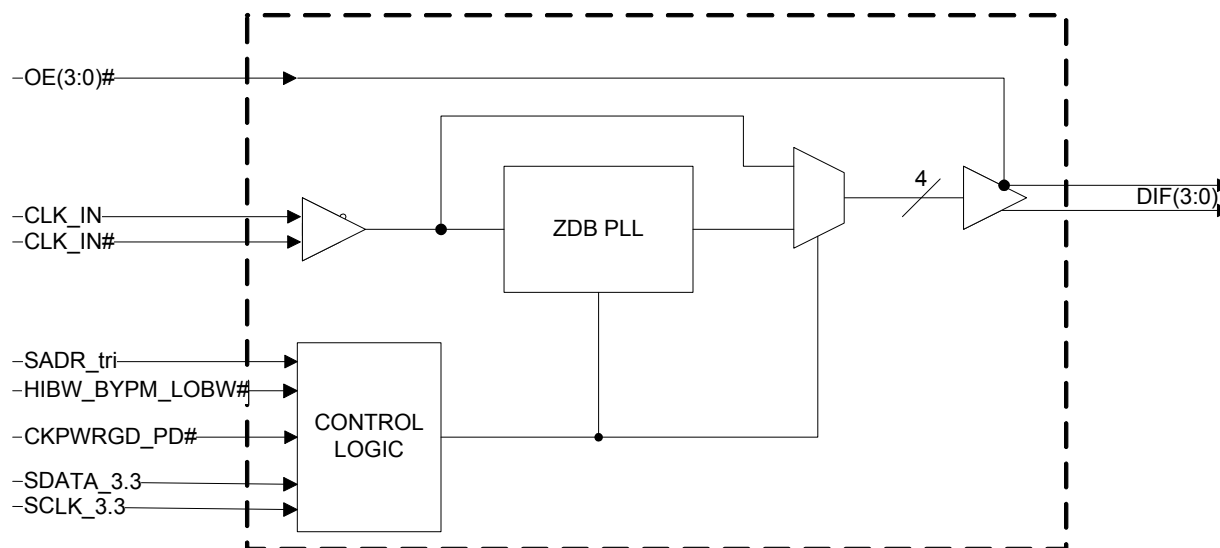 OE(3:0)#
4
CLK_IN
CLK_IN#
ZDB PLL
DIF(3:0)
SADR_tri
HIBW_BYPM_LOBW#
CKPWRGD_PD#
SDATA_3.3
SCLK_3.3
CONTROL
LOGIC